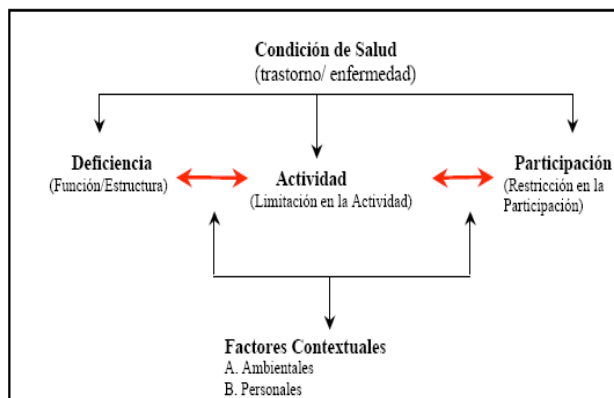 Condición de Salud
(trastorno/ enfermedad)
Deficiencia
(Función/Estructura)
Actividad
(Limitación en la Actividad)
Participación
(Restricción en la
Participación)
Factores Contextuales
A. Ambientales
B. Personales